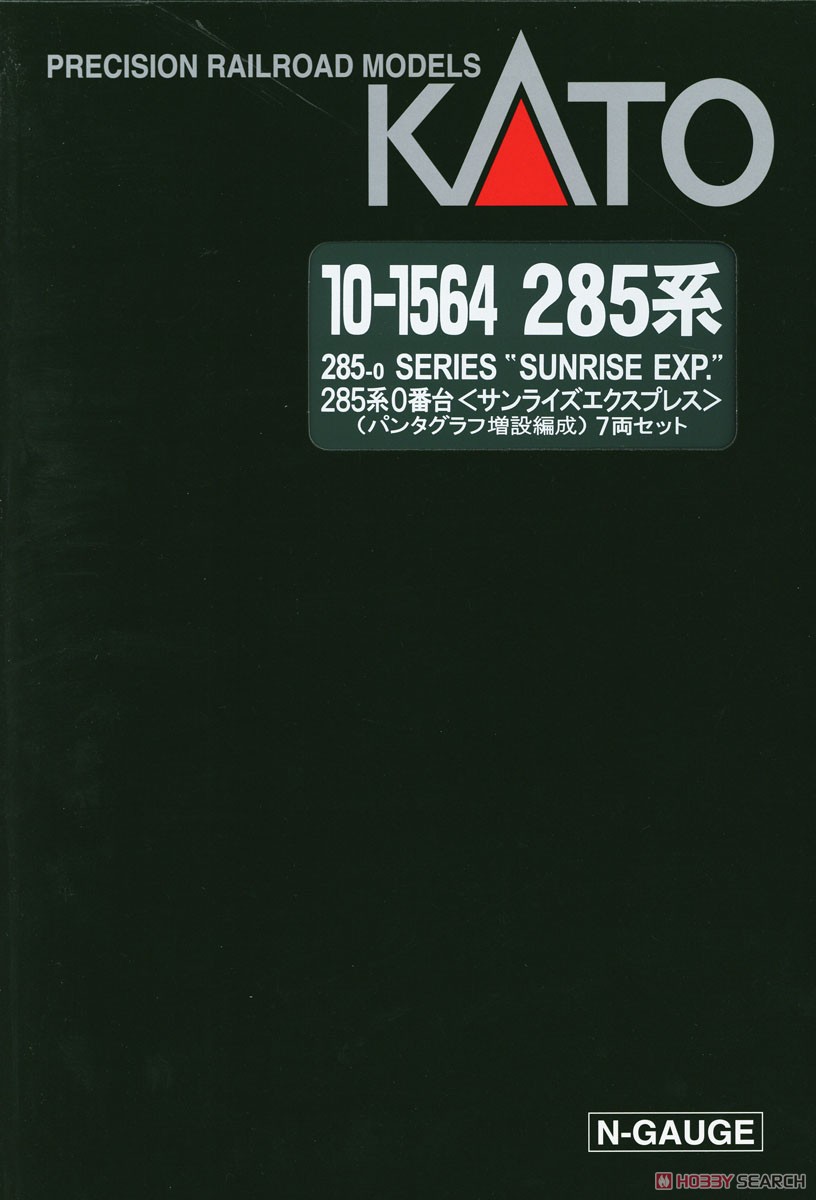 PRECISION RAILROAD MODELS
KATO
10-1564 285系
285-0 SERIES “SUNRISE EXP.”
285系0番台<サンライズエクスプレス>
(パンタグラフ増設編成) 7両セット
N-GAUGE
HOBBY SEARCH